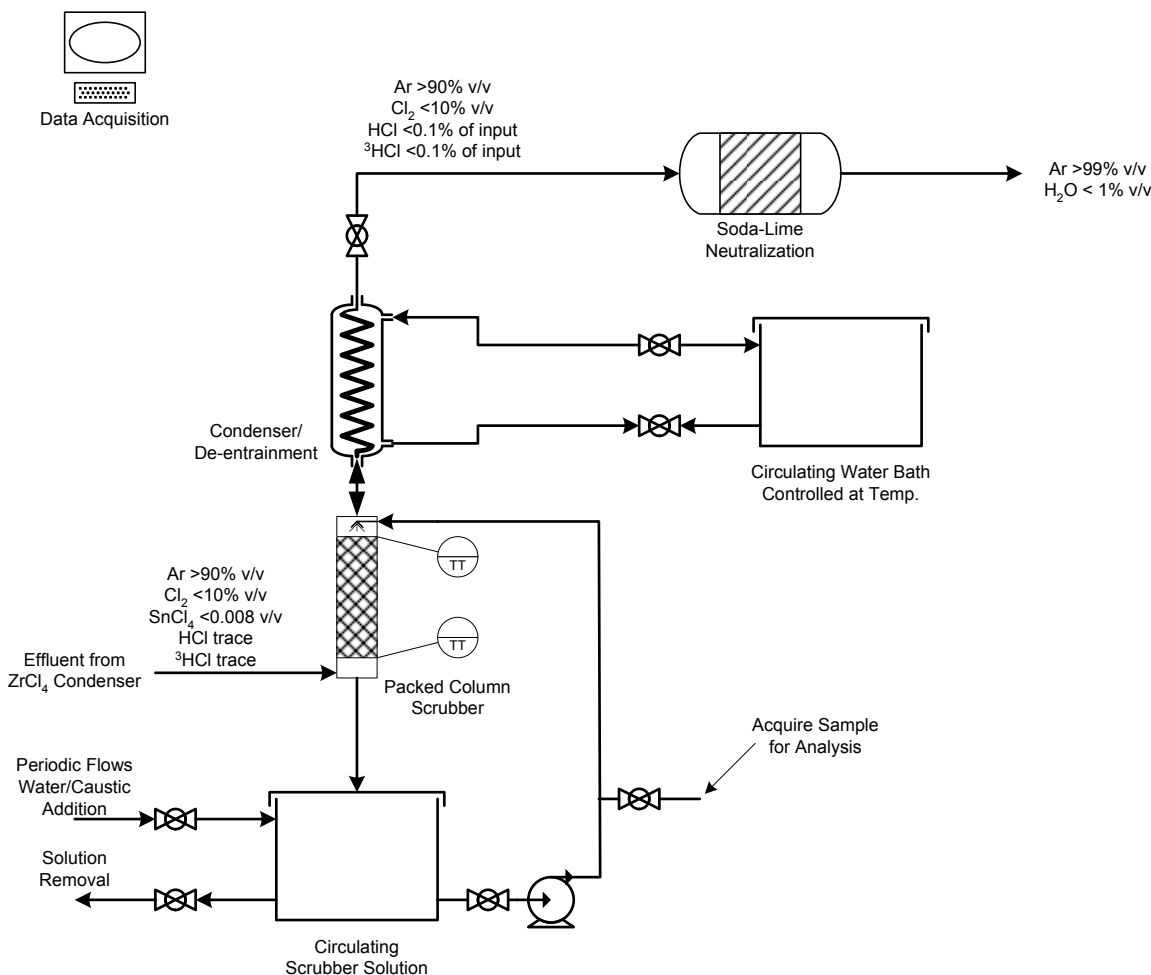 Data Acquisition
Ar >90% v/v
Cl₂ <10% v/v
HCl <0.1% of input
³HCl <0.1% of input
Ar >99% v/v
H₂O < 1% v/v
Soda-Lime
Neutralization
Condenser/
De-entrainment
Circulating Water Bath
Controlled at Temp.
TT
TT
Ar >90% v/v
Cl₂ <10% v/v
SnCl₄ <0.008 v/v
HCl trace
³HCl trace
Effluent from
ZrCl₄ Condenser
Packed Column
Scrubber
Acquire Sample
for Analysis
Periodic Flows
Water/Caustic
Addition
Solution
Removal
Circulating
Scrubber Solution